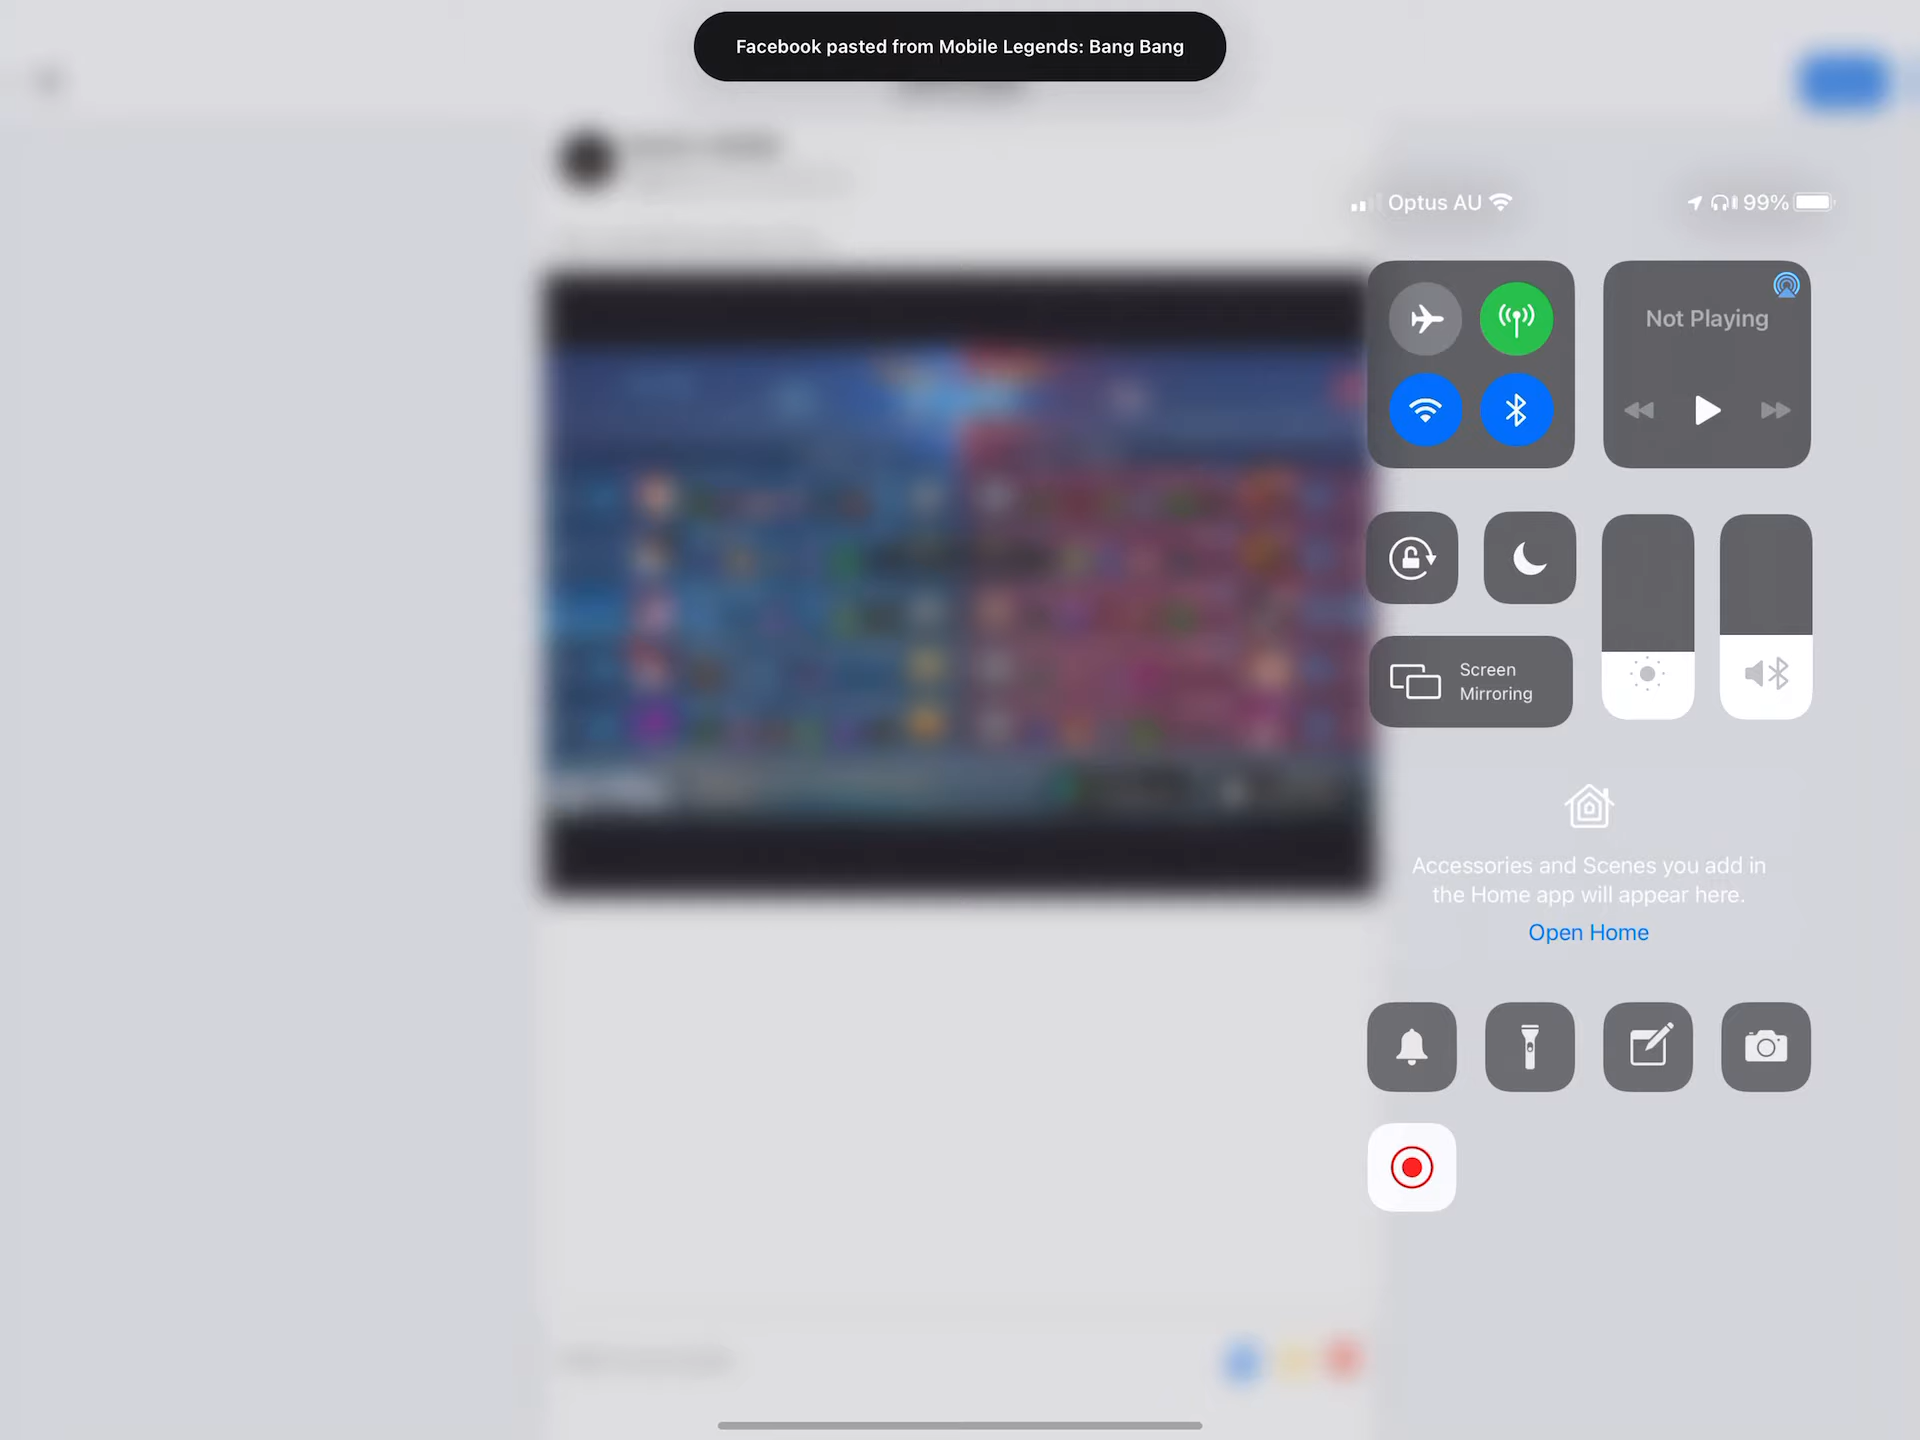 Facebook pasted from Mobile Legends: Bang Bang
Optus AU
99%
Not Playing
Screen
Mirroring
Accessories and Scenes you add in
the Home app will appear here.
Open Home